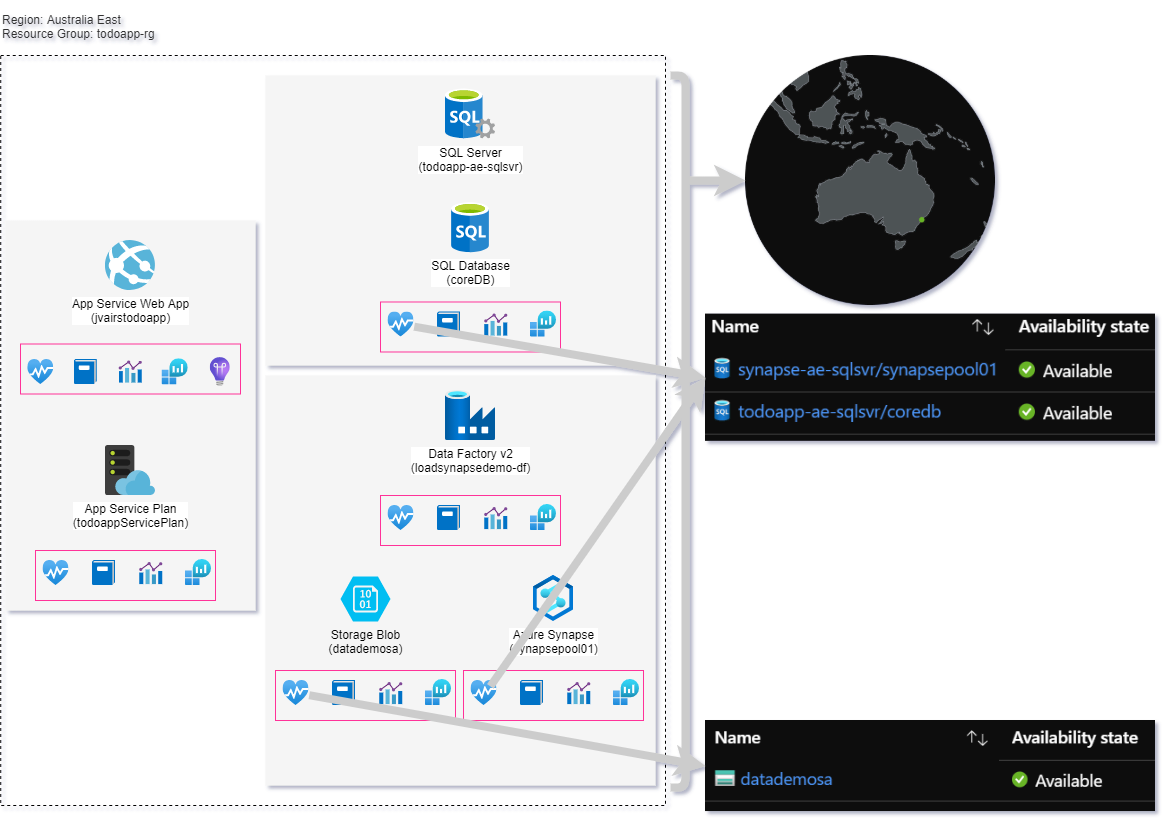 Region: Australia East
Resource Group: todoapp-rg
SQL
SQL Server
(todoapp-ae-sqlsvr)
SQL
SQL Database
(coreDB)
App Service Web App
(jvairstodoapp)
App Service Plan
(todoappServicePlan)
Data Factory v2
(loadsynapsedemo-df)
10
01
Storage Blob
(datademosa)
Azure Synapse
(synapsepool01)
Name Availability state
SQL synapse-ae-sqlsvr/synapsepool01 Available
SQL todoapp-ae-sqlsvr/coredb Available
Name Availability state
datademosa Available